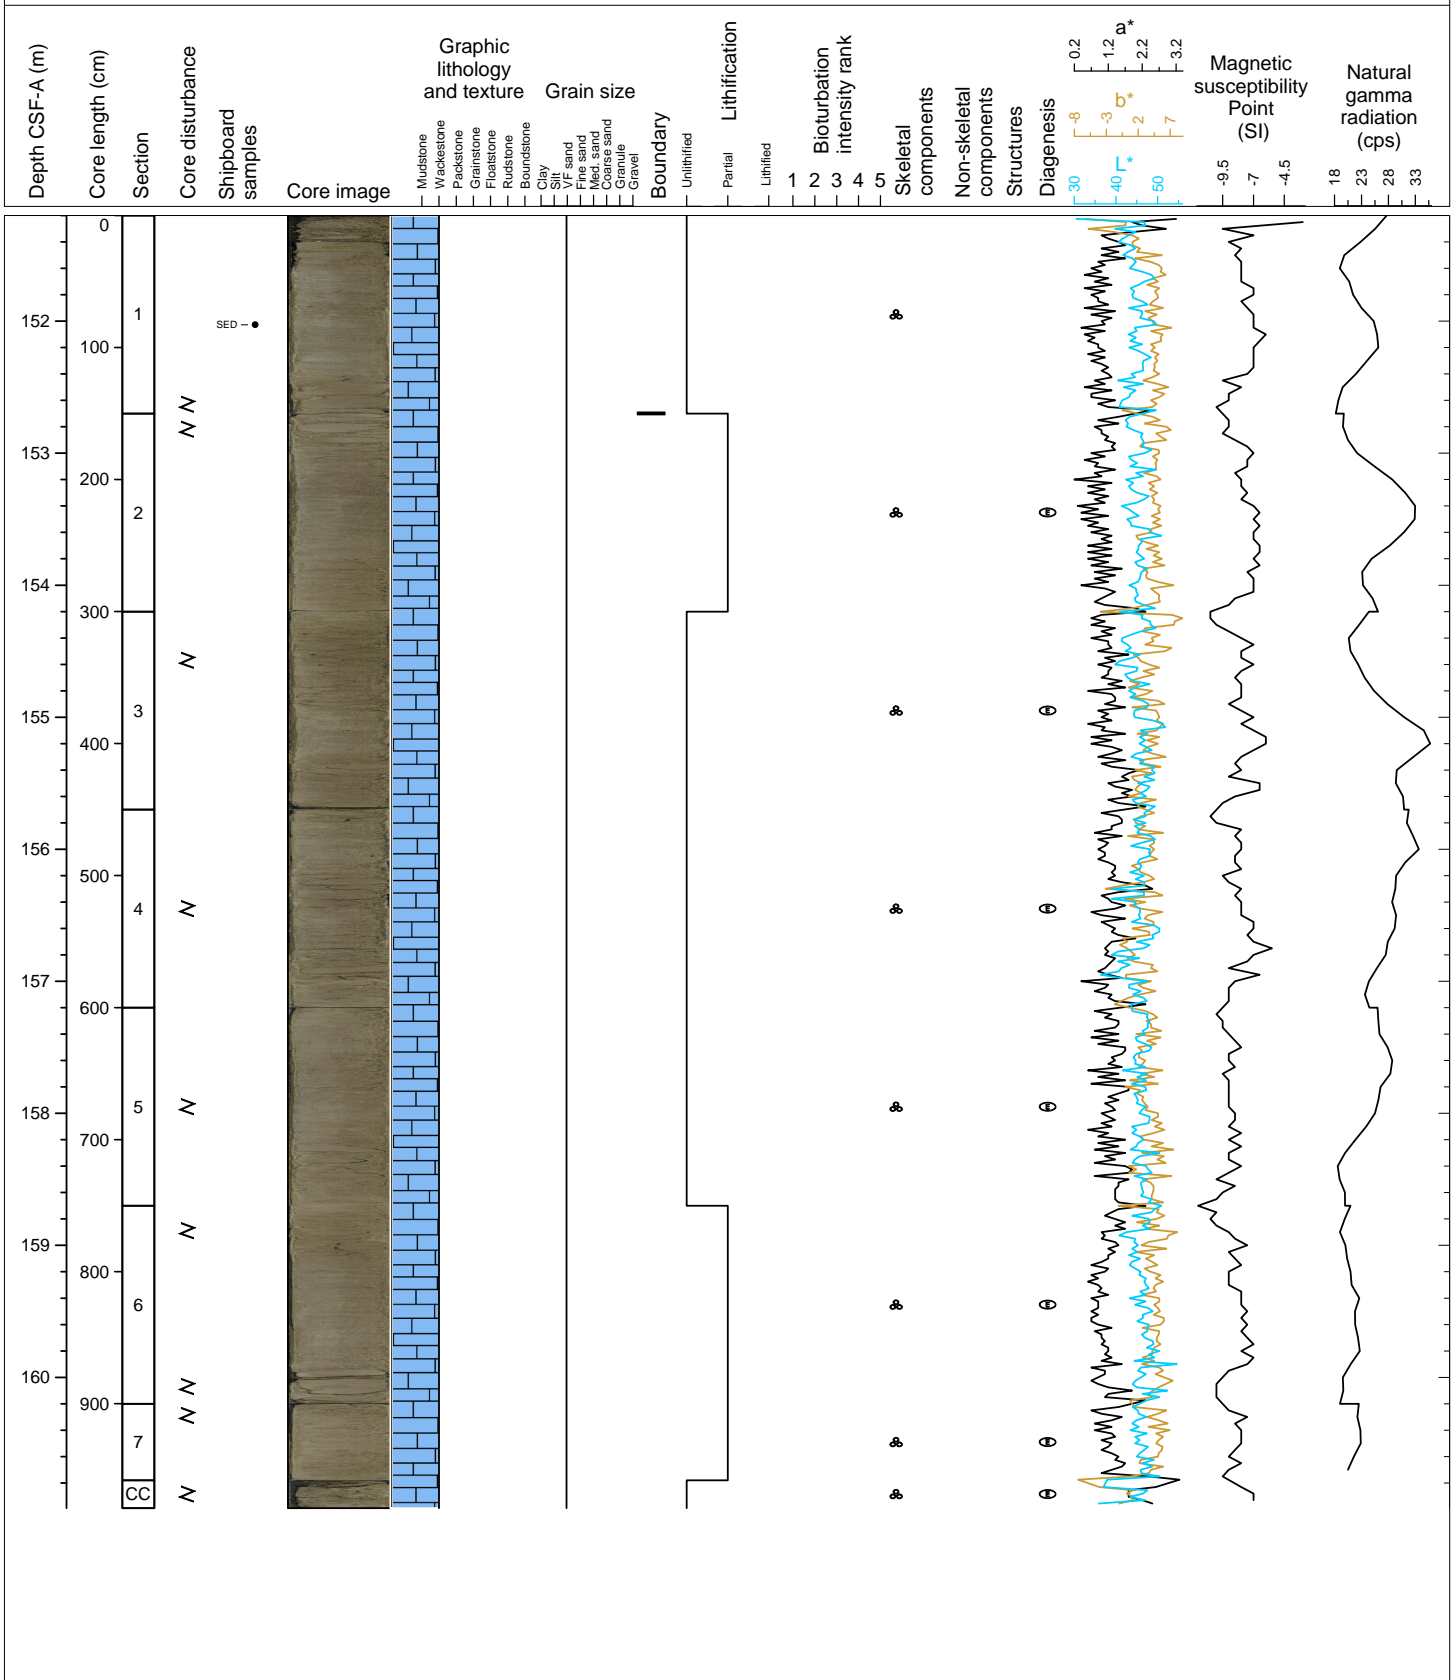 Depth CSF-A (m)
Core length (cm)
Section
Core disturbance
Shipboard
samples
Core image
Graphic
lithology
and texture
Mudstone
Wackestone
Packstone
Grainstone
Floatstone
Rudstone
Boundstone
Grain size
Clay
Silt
VF sand
Fine sand
Med. sand
Coarse sand
Granule
Gravel
Boundary
Lithification
Unlithified
Partial
Lithified
Bioturbation
intensity rank
1 2 3 4 5
Skeletal
components
Non-skeletal
components
Structures
Diagenesis
a*
0.2 1.2 2.2 3.2
b*
-8 -3 2 7
L*
30 40 50
Magnetic
susceptibility
Point
(SI)
-9.5 -7 -4.5
Natural
gamma
radiation
(cps)
18 23 28 33
0
1
152
SED
100
153
200
2
154
300
155
3
400
156
500
4
157
600
158
5
700
159
800
6
160
900
7
CC